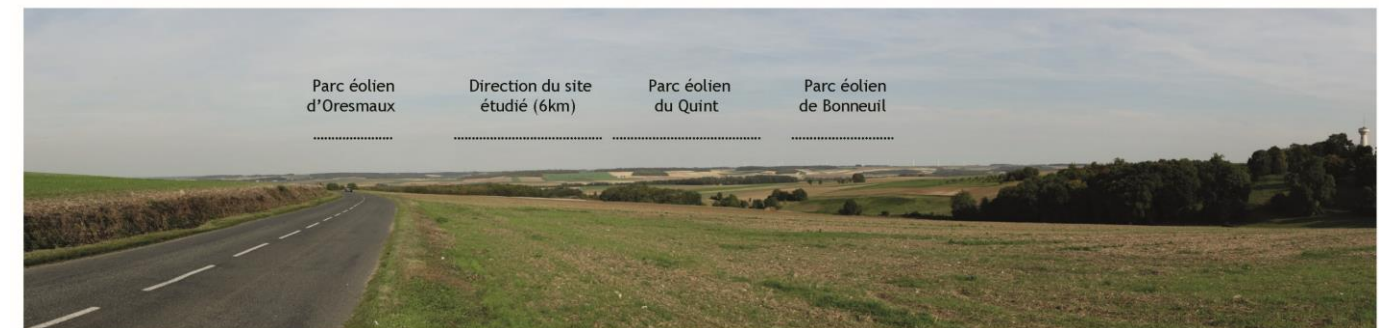 Parc éolien
d'Oresmaux
Direction du site
étudié (6km)
Parc éolien
du Quint
Parc éolien
de Bonneuil